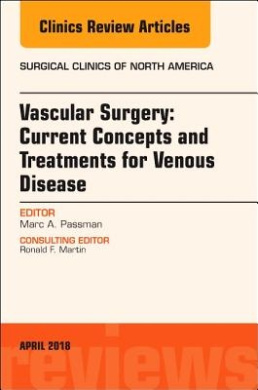 Clinics Review Articles
SURGICAL CLINICS OF NORTH AMERICA
Vascular Surgery:
Current Concepts and
Treatments for Venous
Disease
EDITOR
Marc A. Passman
CONSULTING EDITOR
Ronald F. Martin
APRIL 2018
reviews